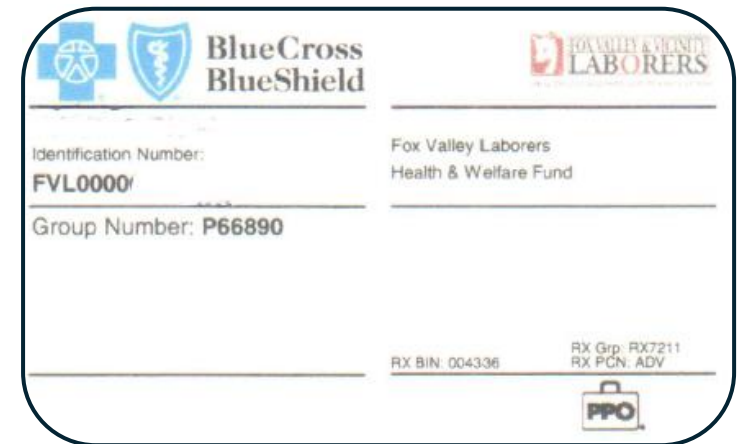 BlueCross
BlueShield
FOX VALLEY & VICINITY
LABORERS
Identification Number:
FVL0000
Fox Valley Laborers
Health & Welfare Fund
Group Number: P66890
RX BIN: 004336
RX Grp: RX7211
RX PCN: ADV
PPO